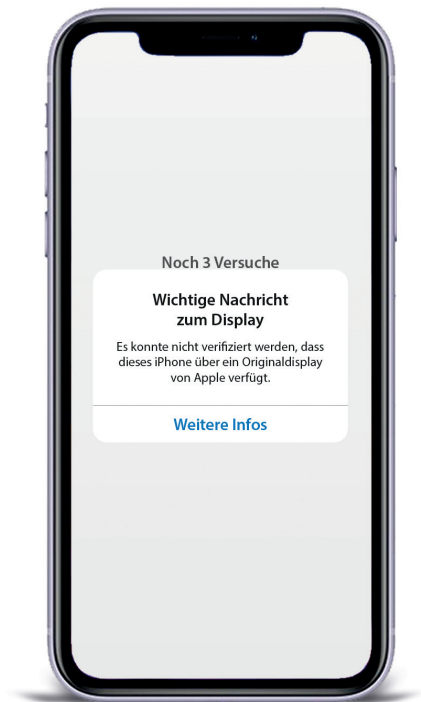 Noch 3 Versuche
Wichtige Nachricht
zum Display
Es konnte nicht verifiziert werden, dass
dieses iPhone über ein Originaldisplay
von Apple verfügt.
Weitere Infos